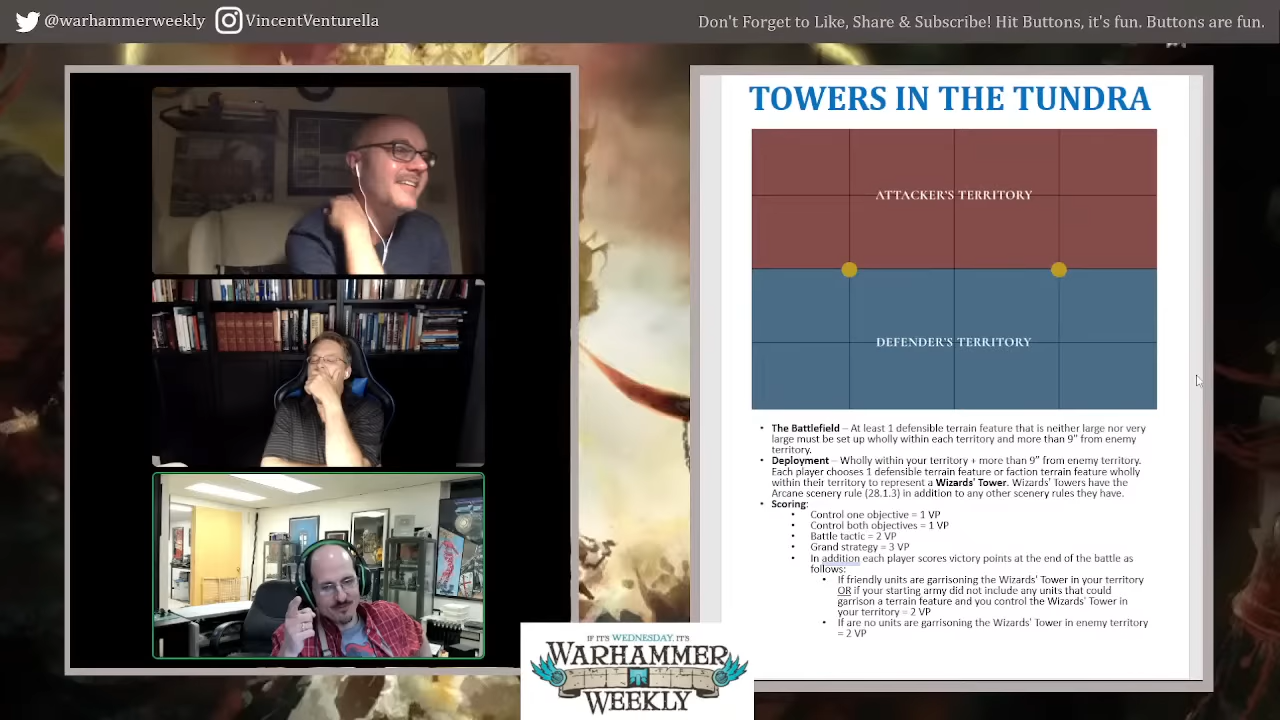 @warhammerweekly VincentVenturella
Don't Forget to Like, Share & Subscribe! Hit Buttons, it's fun. Buttons are fun.
TOWERS IN THE TUNDRA
ATTACKER'S TERRITORY
DEFENDER'S TERRITORY
• The Battlefield – At least 1 defensible terrain feature that is neither large nor very
large must be set up wholly within each territory and more than 9" from enemy
territory.
• Deployment – Wholly within your territory + more than 9" from enemy territory.
Each player chooses 1 defensible terrain feature or faction terrain feature wholly
within their territory to represent a Wizards' Tower. Wizards' Towers have the
Arcane scenery rule (28.1.3) in addition to any other scenery rules they have.
• Scoring:
• Control one objective = 1 VP
• Control both objectives = 1 VP
• Battle tactic = 2 VP
• Grand strategy = 3 VP
• In addition each player scores victory points at the end of the battle as
follows:
• If friendly units are garrisoning the Wizards' Tower in your territory
OR if your starting army did not include any units that could
garrison a terrain feature and you control the Wizards' Tower in
your territory = 2 VP
• If are no units are garrisoning the Wizards' Tower in enemy territory
= 2 VP
IF IT'S WEDNESDAY, IT'S
WARHAMMER
WEEKLY